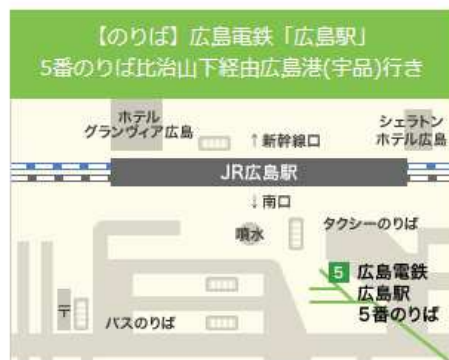 【のりば】広島電鉄「広島駅」
5番のりば比治山下経由広島港(宇品)行き
ホテル
グランヴィア広島
↑新幹線口
シェラトン
ホテル広島
JR広島駅
↓南口
噴水
タクシーのりば
5 広島電鉄
広島駅
5番のりば
〒
バスのりば